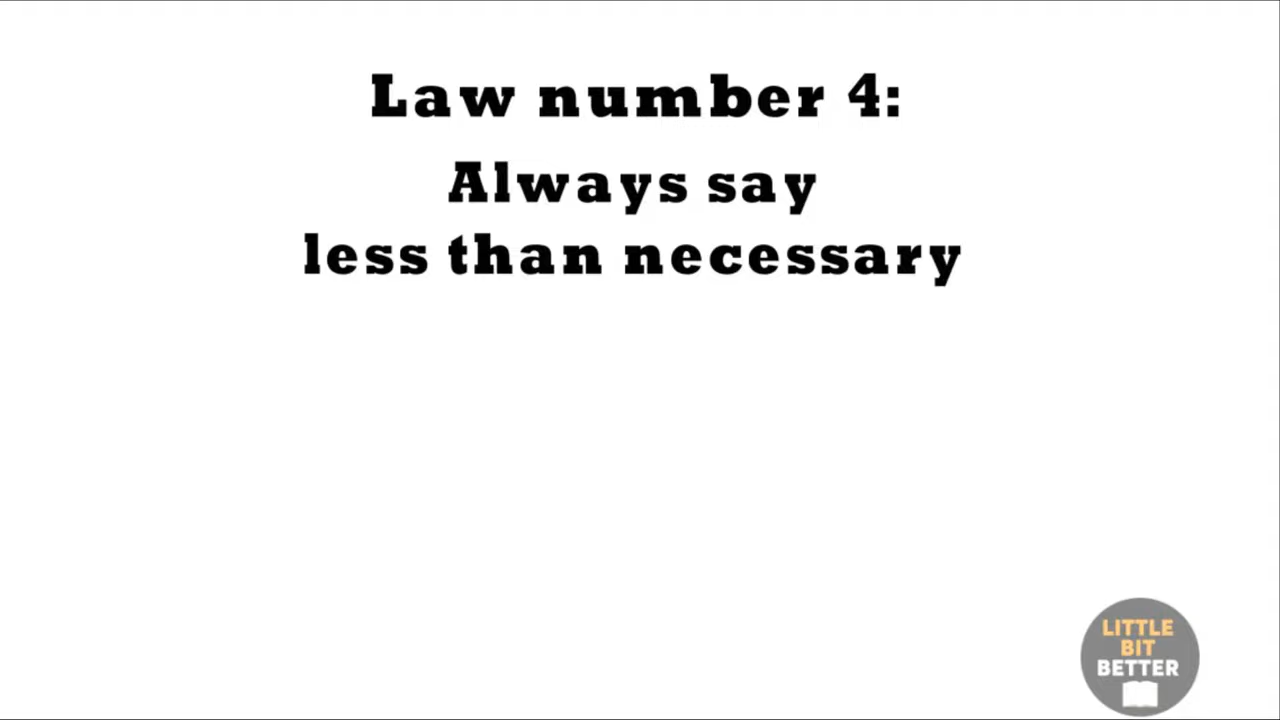 Law number 4:
Always say
less than necessary
LITTLE
BIT
BETTER